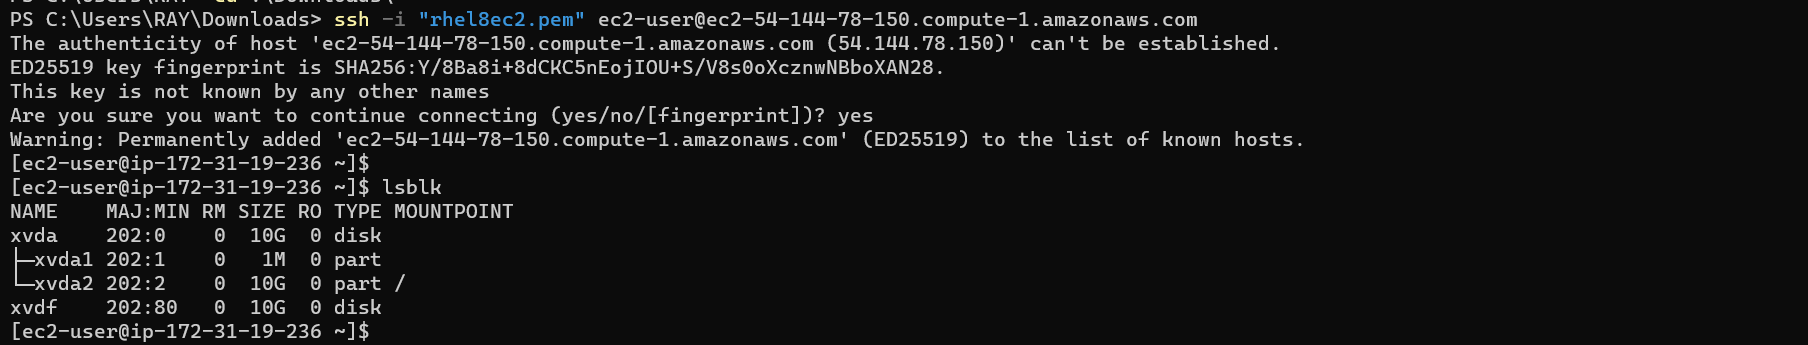 PS C:\Users\RAY\Downloads> ssh -i "rhel8ec2.pem" ec2-user@ec2-54-144-78-150.compute-1.amazonaws.com
The authenticity of host 'ec2-54-144-78-150.compute-1.amazonaws.com (54.144.78.150)' can't be established.
ED25519 key fingerprint is SHA256:Y/8Ba8i+8dCKC5nEojIOU+S/V8s0oXcznwNBboXAN28.
This key is not known by any other names
Are you sure you want to continue connecting (yes/no/[fingerprint])? yes
Warning: Permanently added 'ec2-54-144-78-150.compute-1.amazonaws.com' (ED25519) to the list of known hosts.
[ec2-user@ip-172-31-19-236 ~]$
[ec2-user@ip-172-31-19-236 ~]$ lsblk
NAME    MAJ:MIN RM SIZE RO TYPE MOUNTPOINT
xvda    202:0    0  10G  0 disk
├─xvda1 202:1    0   1M  0 part
└─xvda2 202:2    0  10G  0 part /
xvdf    202:80   0  10G  0 disk
[ec2-user@ip-172-31-19-236 ~]$